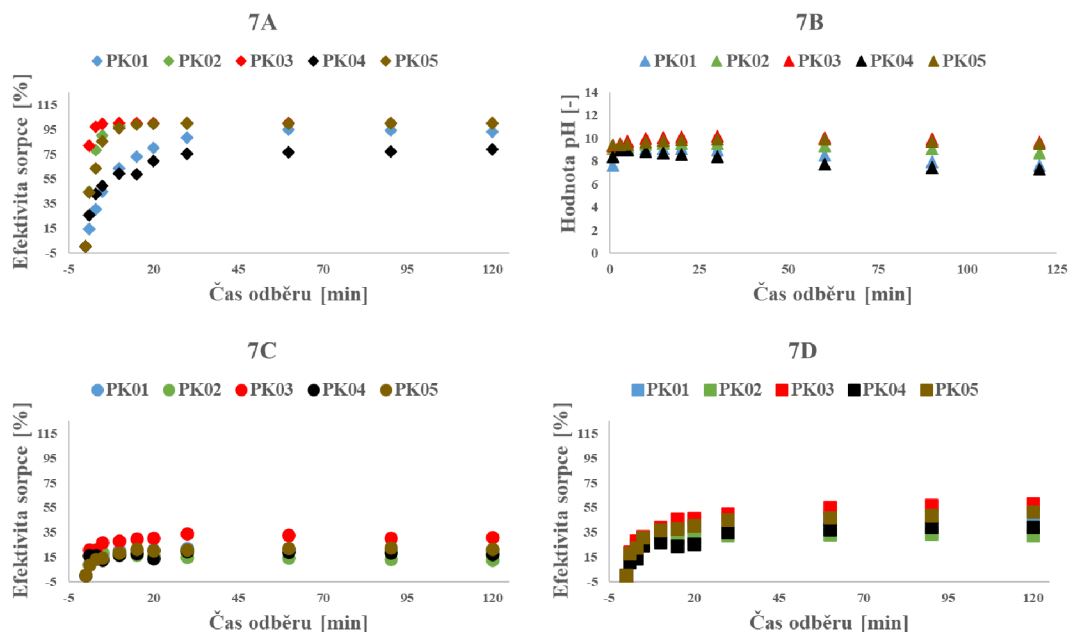 7A
PK01 PK02 PK03 PK04 PK05
Efektivita sorpce [%]
115
95
75
55
35
15
-5
-5 20 45 70 95 120
Čas odběru [min]
7B
PK01 PK02 PK03 PK04 PK05
Hodnota pH [-]
14
12
10
8
6
4
2
0
0 25 50 75 100 125
Čas odběru [min]
7C
PK01 PK02 PK03 PK04 PK05
Efektivita sorpce [%]
115
95
75
55
35
15
-5
-5 20 45 70 95 120
Čas odběru [min]
7D
PK01 PK02 PK03 PK04 PK05
Efektivita sorpce [%]
115
95
75
55
35
15
-5
-5 20 45 70 95 120
Čas odběru [min]